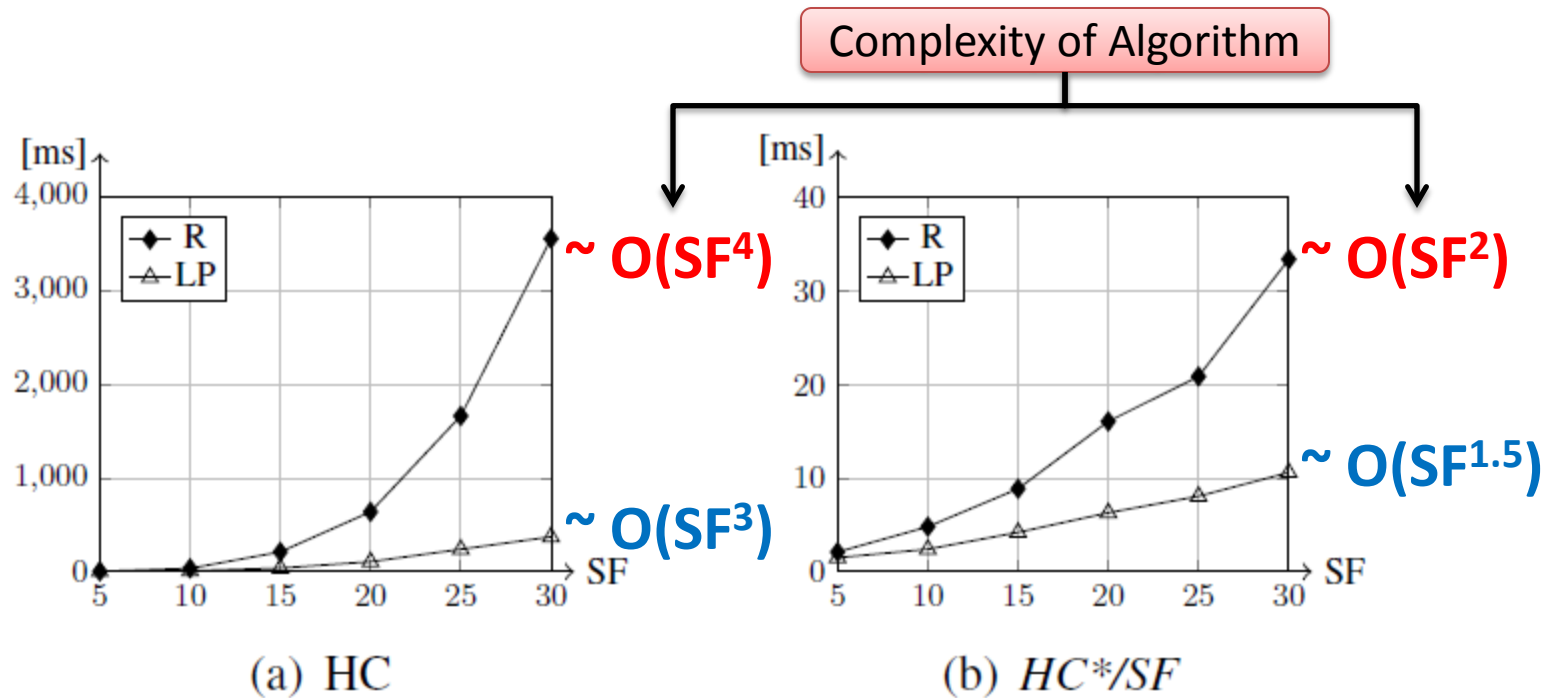 Complexity of Algorithm
[ms]
4,000
3,000
2,000
1,000
0
R
LP
5 10 15 20 25 30
SF
~ O(SF⁴)
~ O(SF³)
(a) HC
[ms]
40
30
20
10
0
R
LP
5 10 15 20 25 30
SF
~ O(SF²)
~ O(SF¹·⁵)
(b) HC*/SF